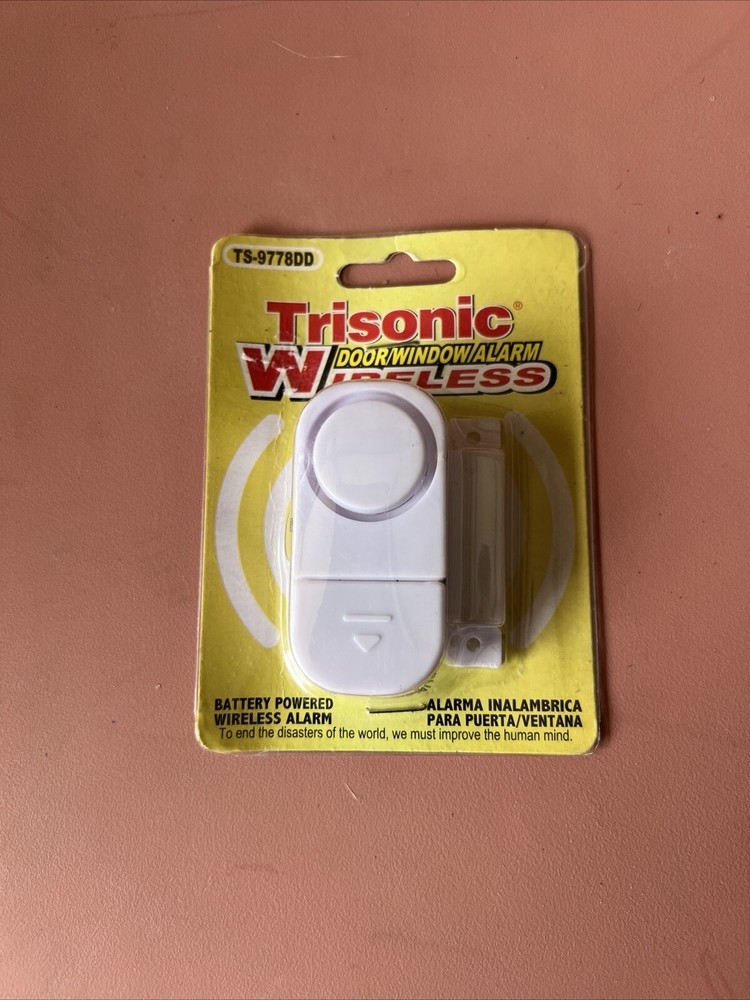 TS-9778DD
Trisonic®
DOOR/WINDOW/ALARM
WIRELESS
BATTERY POWERED
WIRELESS ALARM
ALARMA INALAMBRICA
PARA PUERTA/VENTANA
To end the disasters of the world, we must improve the human mind.